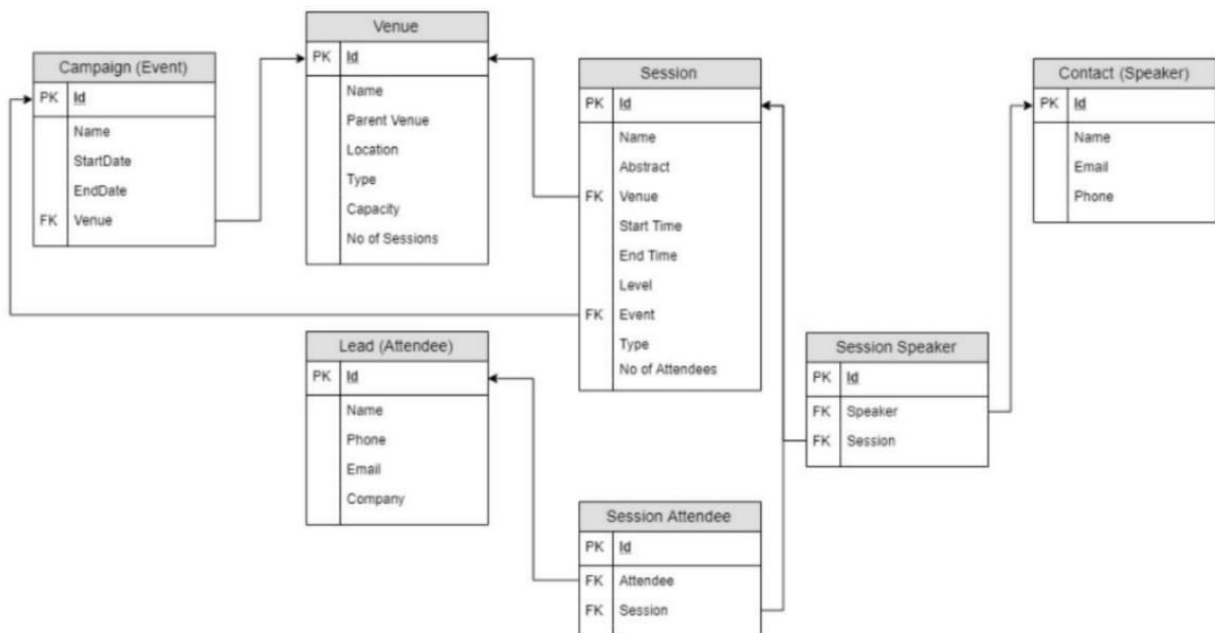 Campaign (Event)
PK Id
Name
StartDate
EndDate
FK Venue
Venue
PK Id
Name
Parent Venue
Location
Type
Capacity
No of Sessions
Session
PK Id
Name
Abstract
FK Venue
Start Time
End Time
Level
FK Event
Type
No of Attendees
Contact (Speaker)
PK Id
Name
Email
Phone
Lead (Attendee)
PK Id
Name
Phone
Email
Company
Session Speaker
PK Id
FK Speaker
FK Session
Session Attendee
PK Id
FK Attendee
FK Session